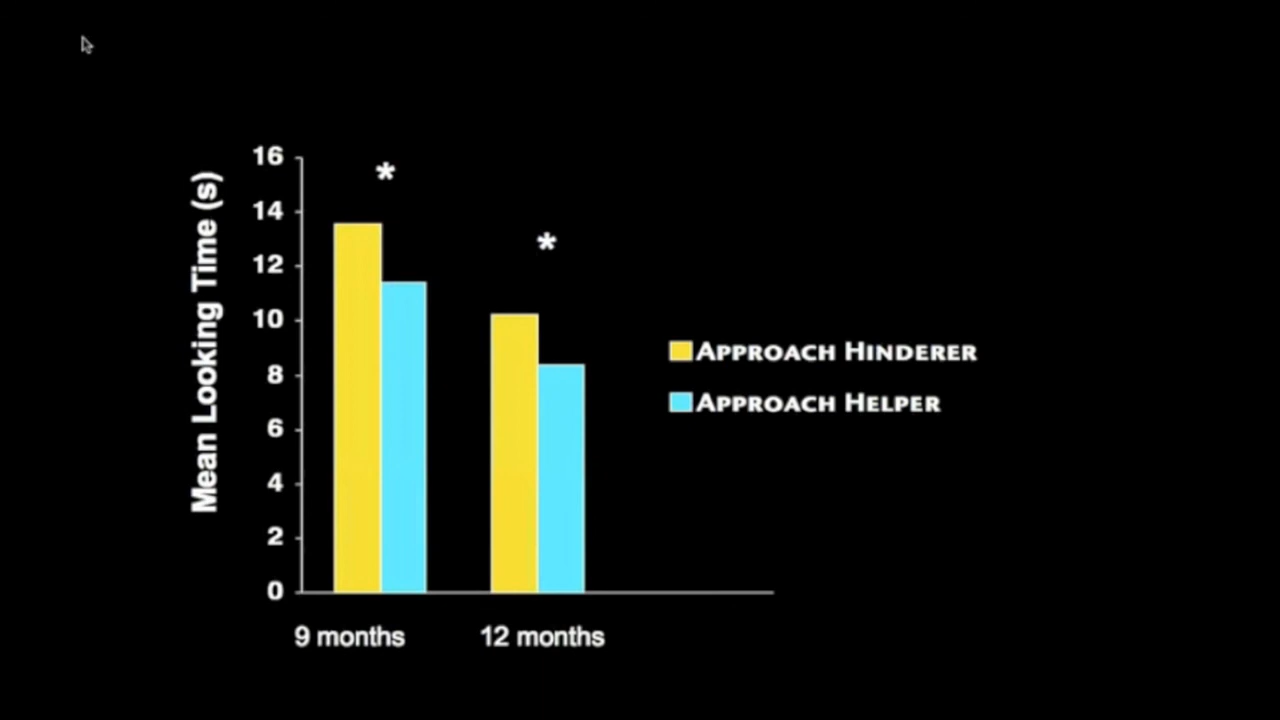 Mean Looking Time (s)
16
*
14
*
12
10
8
6
4
2
0
9 months
12 months
APPROACH HINDERER
APPROACH HELPER